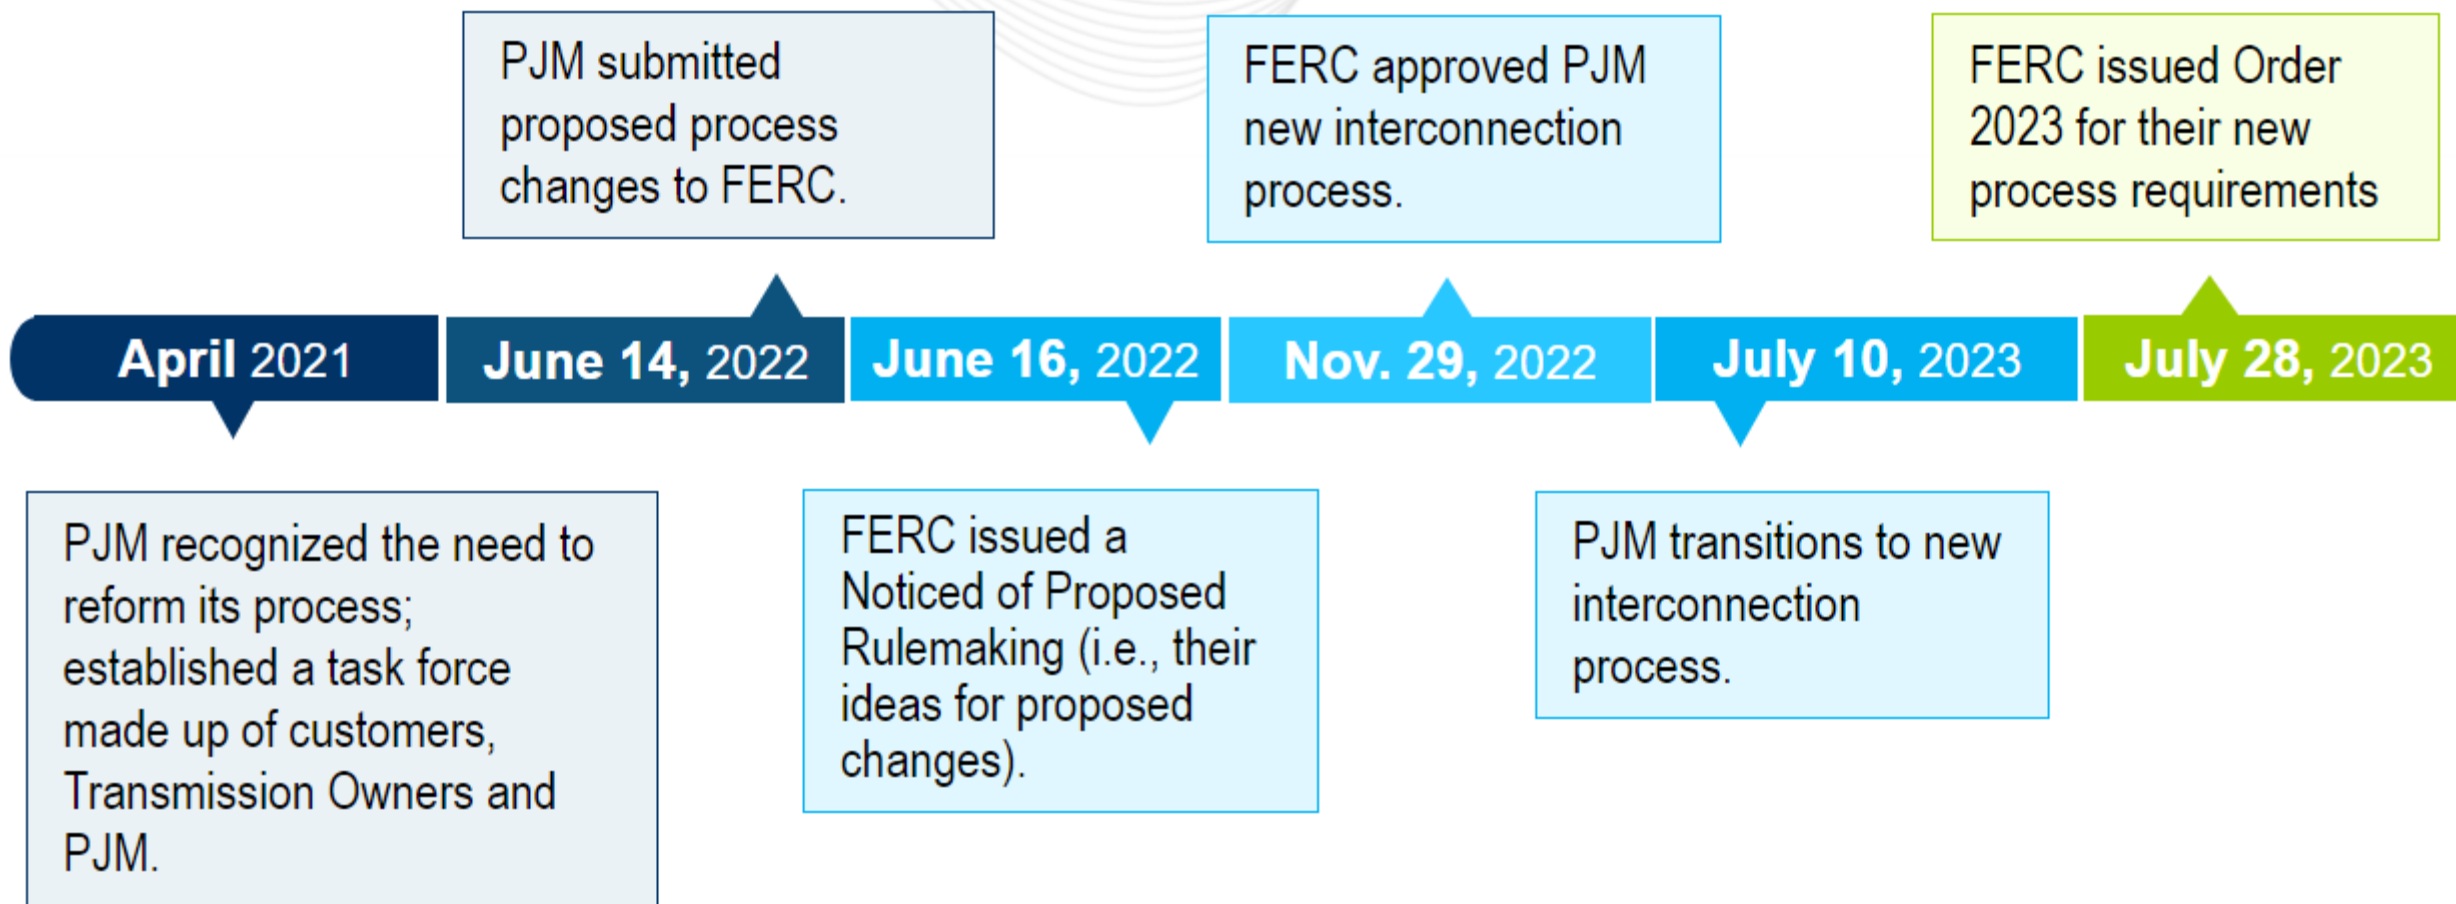 PJM submitted
proposed process
changes to FERC.
FERC approved PJM
new interconnection
process.
FERC issued Order
2023 for their new
process requirements
April 2021
June 14, 2022
June 16, 2022
Nov. 29, 2022
July 10, 2023
July 28, 2023
PJM recognized the need to
reform its process;
established a task force
made up of customers,
Transmission Owners and
PJM.
FERC issued a
Noticed of Proposed
Rulemaking (i.e., their
ideas for proposed
changes).
PJM transitions to new
interconnection
process.